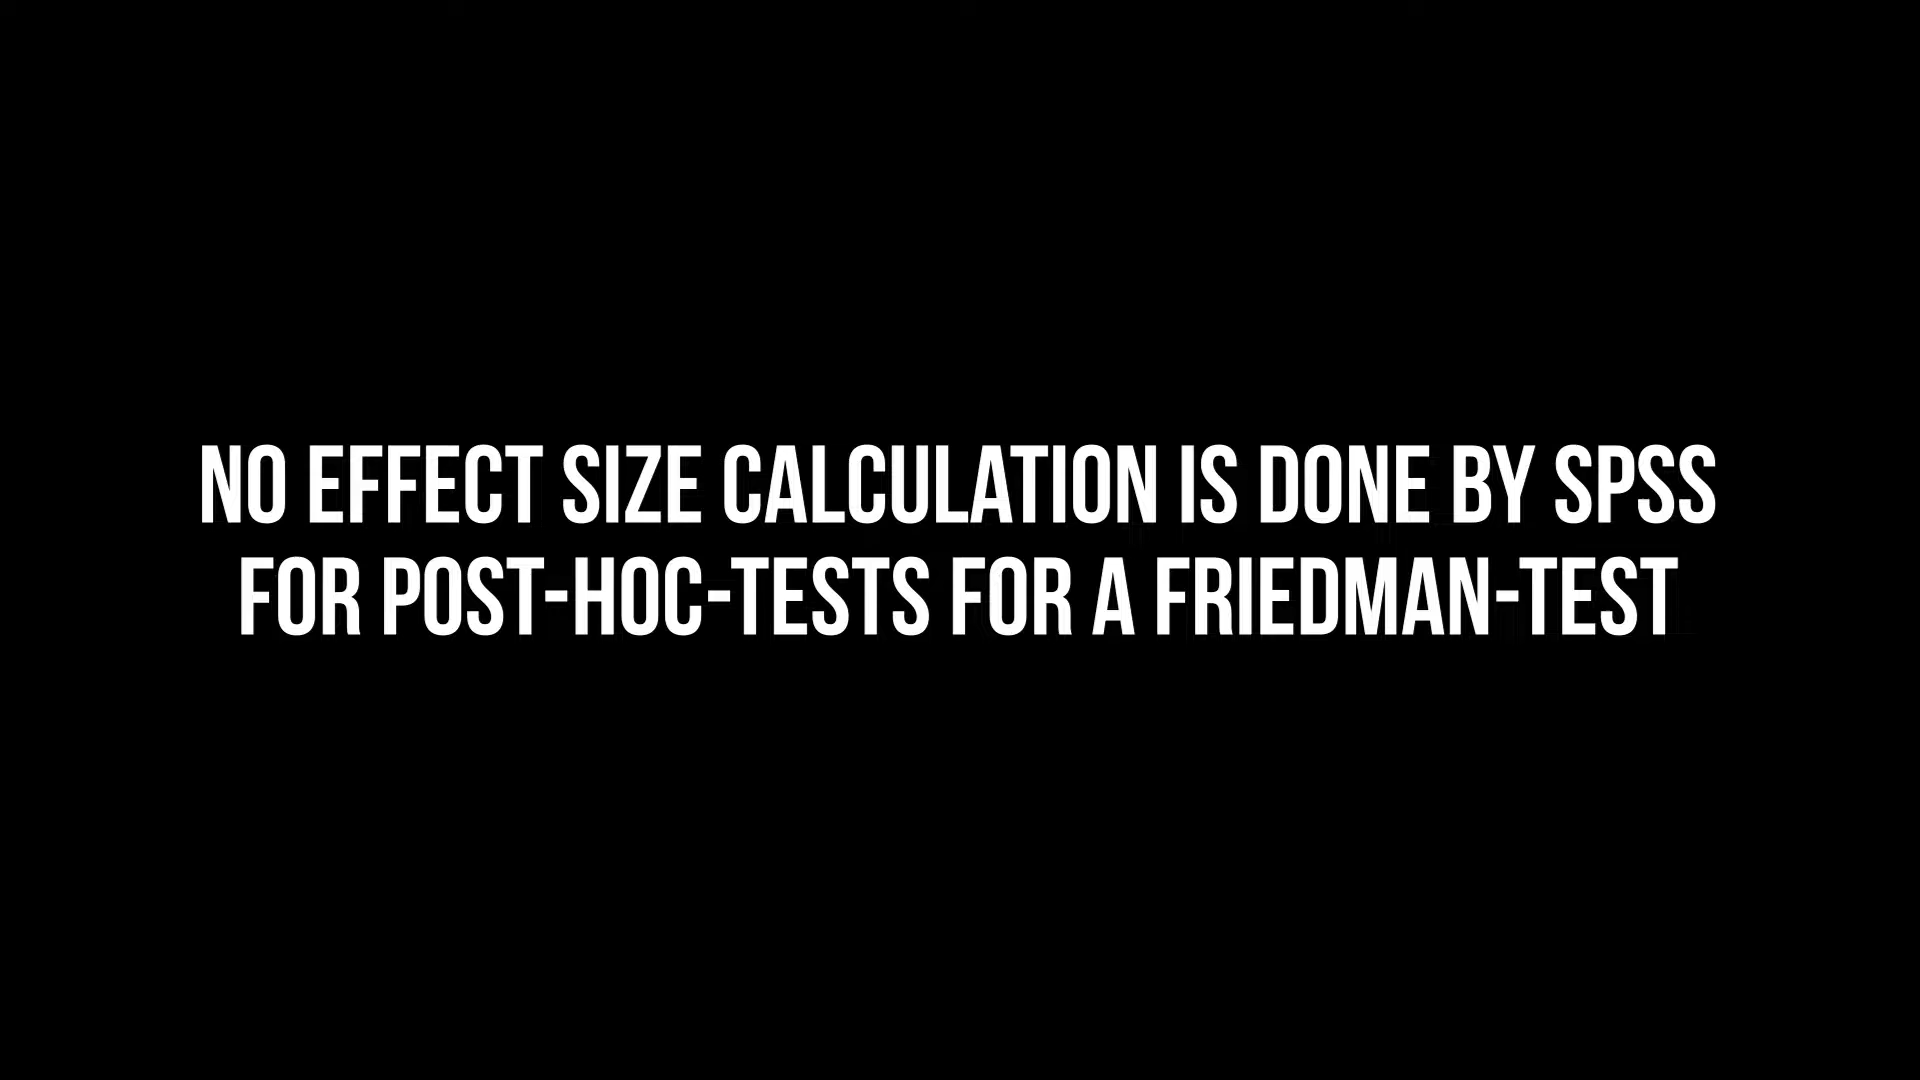 NO EFFECT SIZE CALCULATION IS DONE BY SPSS
FOR POST-HOC-TESTS FOR A FRIEDMAN-TEST